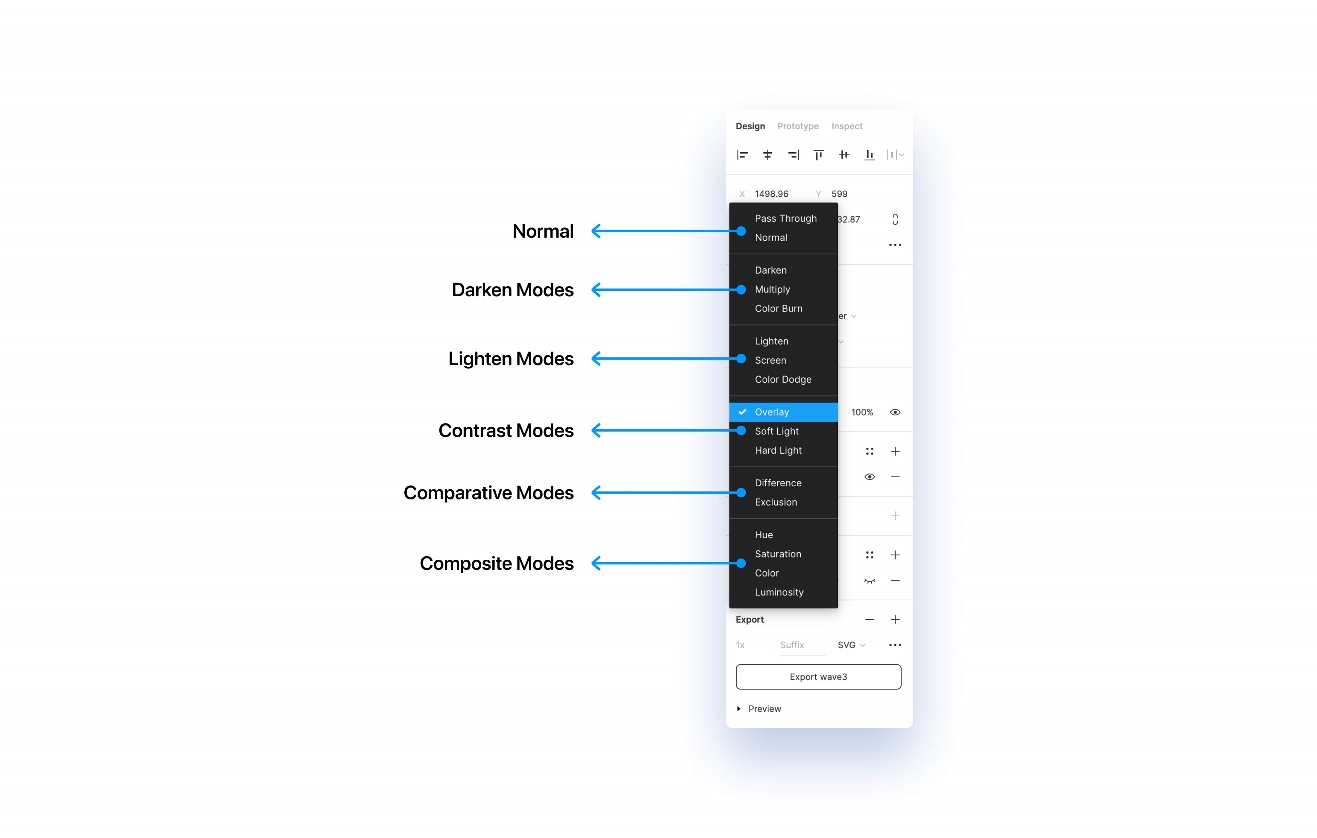 Design Prototype Inspect
X 1498.96 Y 599
Pass Through 32.87
Normal
Normal
Darken
Darken Modes
Multiply
Color Burn
er
Lighten
Lighten Modes
Screen
Color Dodge
Overlay 100%
Contrast Modes
Soft Light
Hard Light
Difference
Comparative Modes
Exclusion
Hue
Saturation
Composite Modes
Color
Luminosity
Export
1x Suffix SVG
Export wave3
Preview